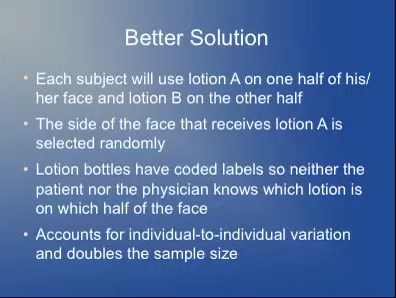 Better Solution
• Each subject will use lotion A on one half of his/
her face and lotion B on the other half
• The side of the face that receives lotion A is
selected randomly
• Lotion bottles have coded labels so neither the
patient nor the physician knows which lotion is
on which half of the face
• Accounts for individual-to-individual variation
and doubles the sample size